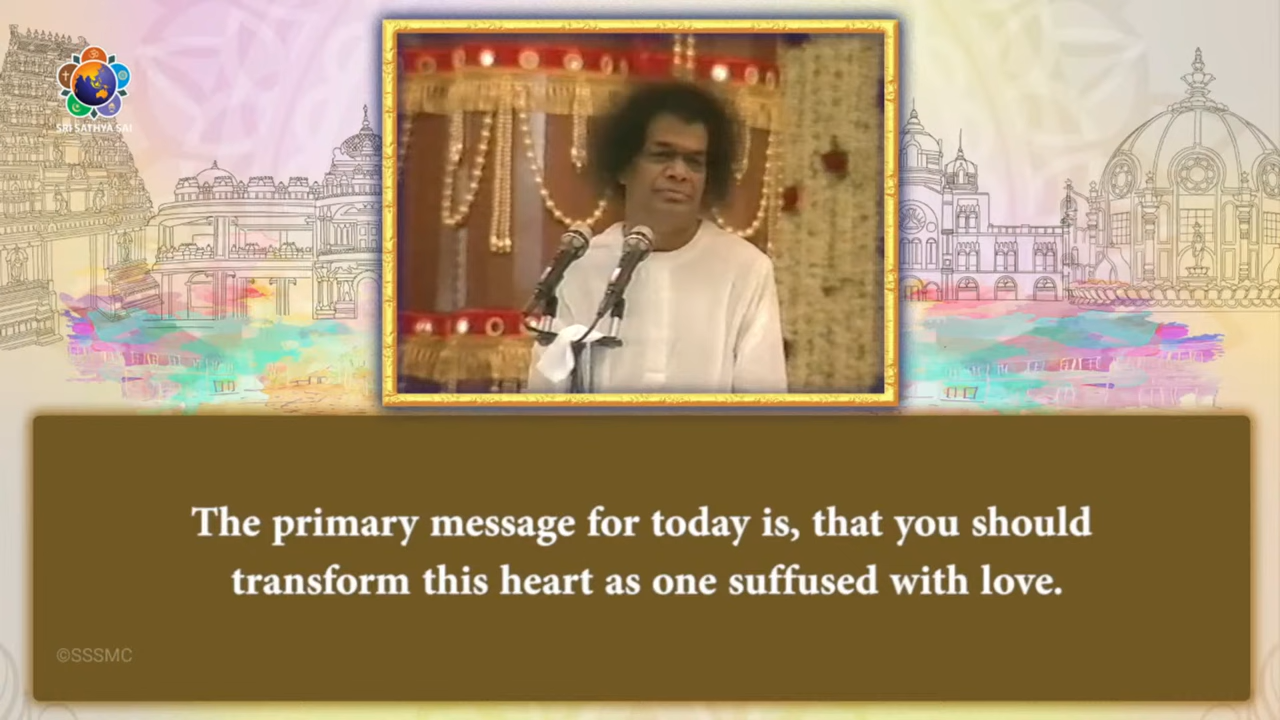 SRI SATHYA SAI
The primary message for today is, that you should
transform this heart as one suffused with love.
©SSSMC